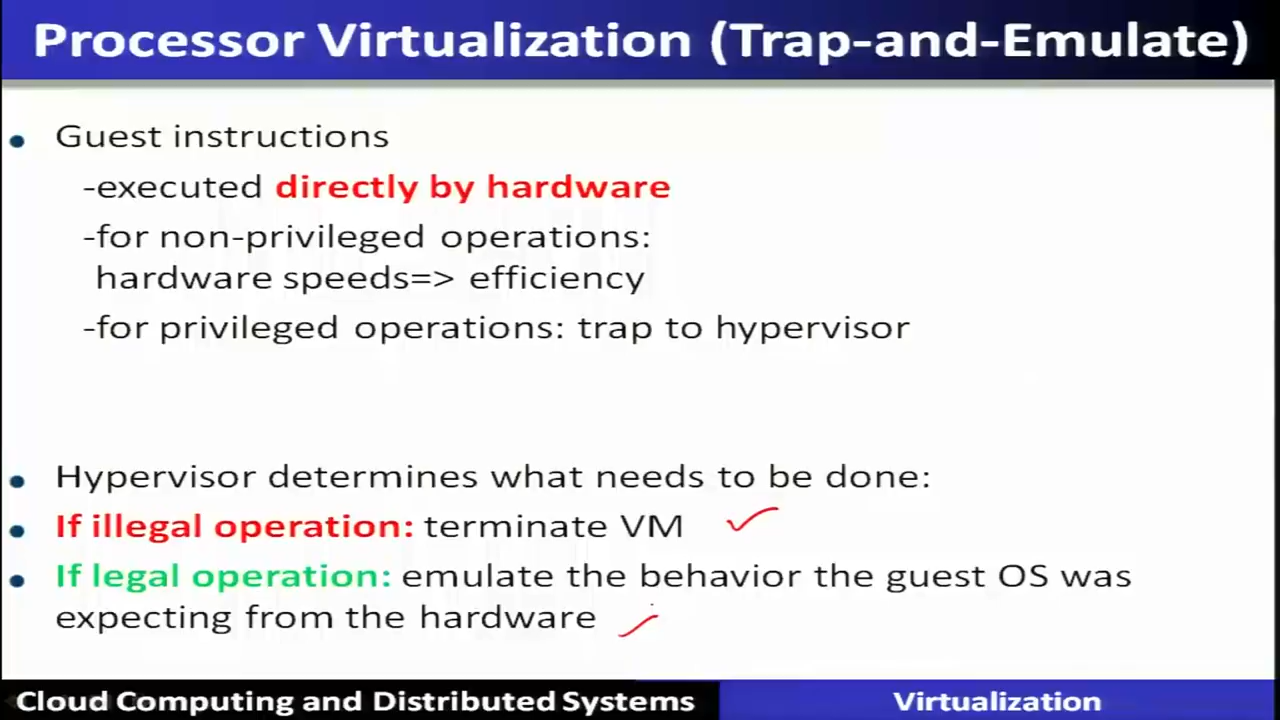 Processor Virtualization (Trap-and-Emulate)
• Guest instructions
-executed directly by hardware
-for non-privileged operations:
hardware speeds=> efficiency
-for privileged operations: trap to hypervisor
• Hypervisor determines what needs to be done:
• If illegal operation: terminate VM
• If legal operation: emulate the behavior the guest OS was
expecting from the hardware
Cloud Computing and Distributed Systems
Virtualization